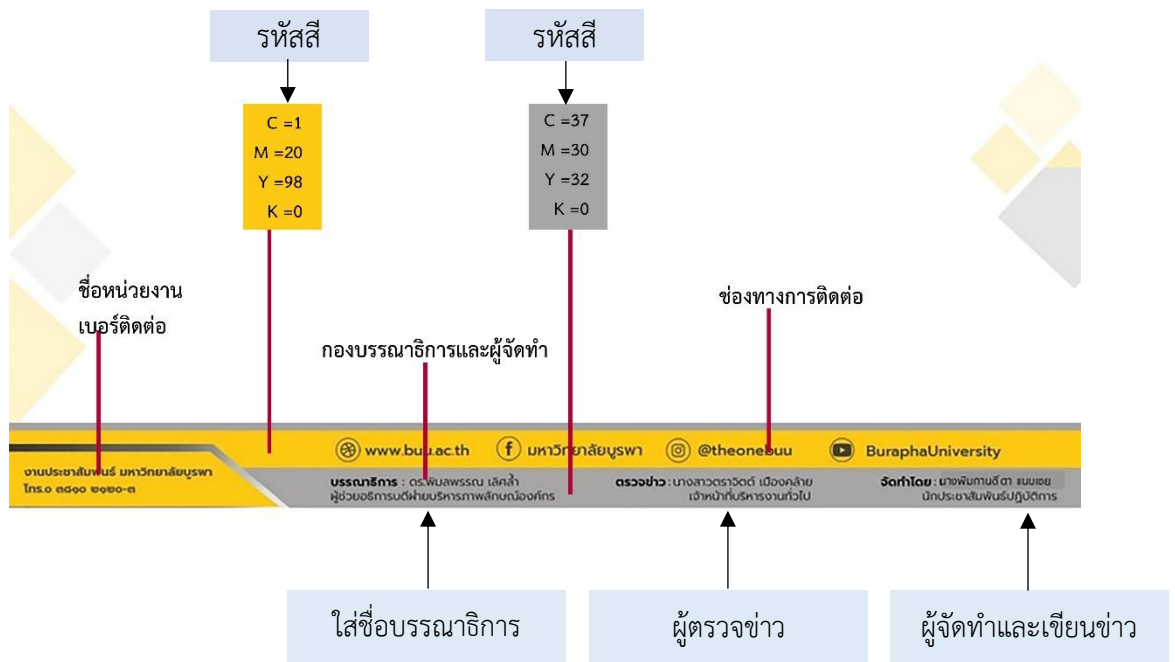 รหัสสี
รหัสสี
C =1
M =20
Y =98
K =0
C =37
M =30
Y =32
K =0
ชื่อหน่วยงาน
เบอร์ติดต่อ
ช่องทางการติดต่อ
กองบรรณาธิการและผู้จัดทำ
www.buu.ac.th
มหาวิทยาลัยบูรพา
@theonebuu
BuraphaUniversity
งานประชาสัมพันธ์ มหาวิทยาลัยบูรพา
โทร.๐ ๓๘๑๐ ๒๑๒๐-๓
บรรณาธิการ : ดร.พิมลพรรณ เลิศล้ำ
ผู้ช่วยอธิการบดีฝ่ายบริหารภาพลักษณ์องค์กร
ตรวจข่าว : นางสาวตราจิตต์ เมืองคล้าย
เจ้าหน้าที่บริหารงานทั่วไป
จัดทำโดย : แบบเชย
นักประชาสัมพันธ์ปฏิบัติการ
ใส่ชื่อบรรณาธิการ
ผู้ตรวจข่าว
ผู้จัดทำและเขียนข่าว